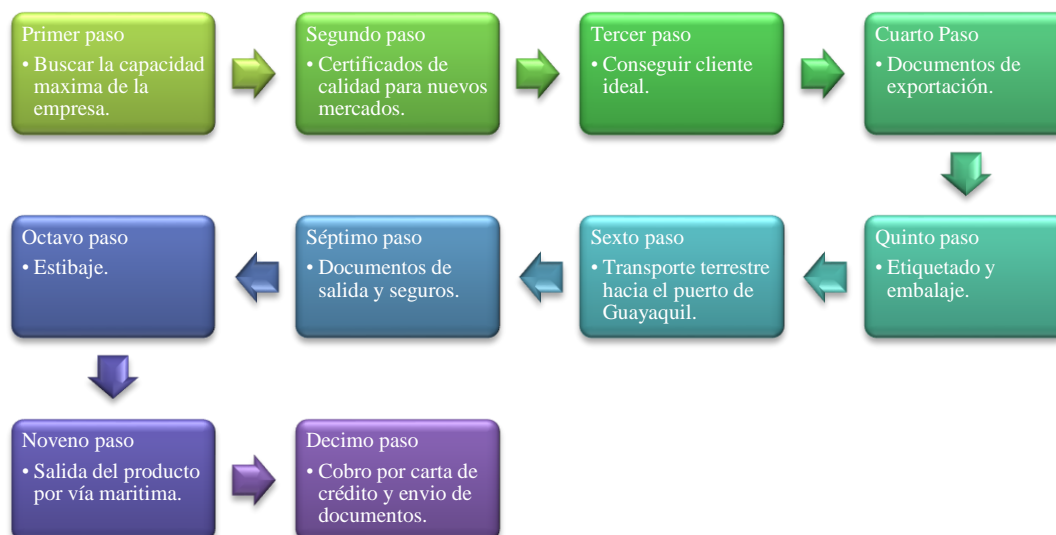 Primer paso
• Buscar la capacidad
maxima de la
empresa.
Segundo paso
• Certificados de
calidad para nuevos
mercados.
Tercer paso
• Conseguir cliente
ideal.
Cuarto Paso
• Documentos de
exportación.
Quinto paso
• Etiquetado y
embalaje.
Sexto paso
• Transporte terrestre
hacia el puerto de
Guayaquil.
Séptimo paso
• Documentos de
salida y seguros.
Octavo paso
• Estibaje.
Noveno paso
• Salida del producto
por vía maritima.
Decimo paso
• Cobro por carta de
crédito y envio de
documentos.